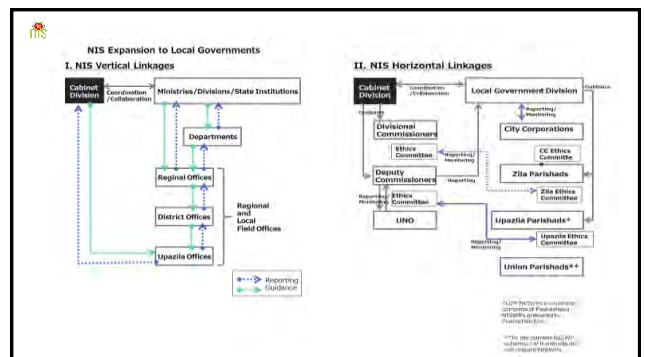 NIS
NIS Expansion to Local Governments
I. NIS Vertical Linkages
Cabinet
Division
Coordination
/Collaboration
Ministries/Divisions/State Institutions
Departments
Reginal Offices
District Offices
Upazila Offices
Ragional
and
Local
Field Offices
Reporting
Guidance
II. NIS Horizontal Linkages
Cabinet
Division
Coordination
/Collaboration
Local Government Division
Guidance
Guidance
Reporting/
Monitoring
Divisional
Commissioners
City Corporations
Ethics
Committee
Reporting/
Monitoring
CC Ethics
Committe
Deputy
Commissioners
Reporting
Zila Parishads
Reporting/
Monitoring
Ethics
Committee
Zila Ethics
Committee
UNO
Upazila Parishads*
Reporting/
Monitoring
Upazila Ethics
Committee
Union Parishads**